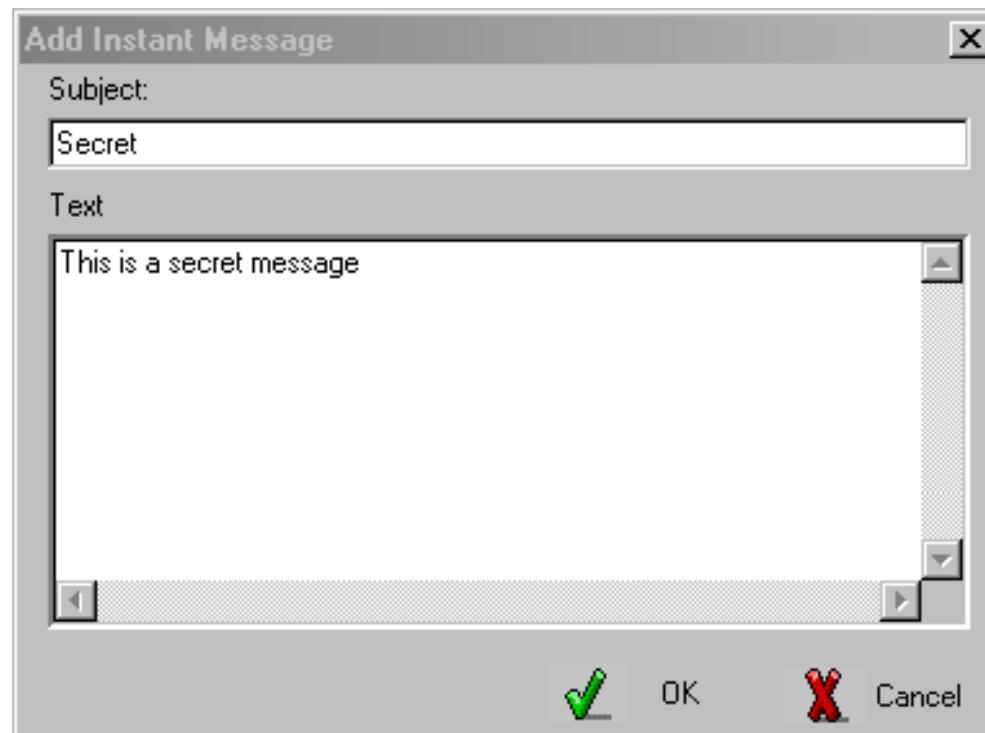 Add Instant Message
Subject:
Secret
Text
This is a secret message
OK Cancel